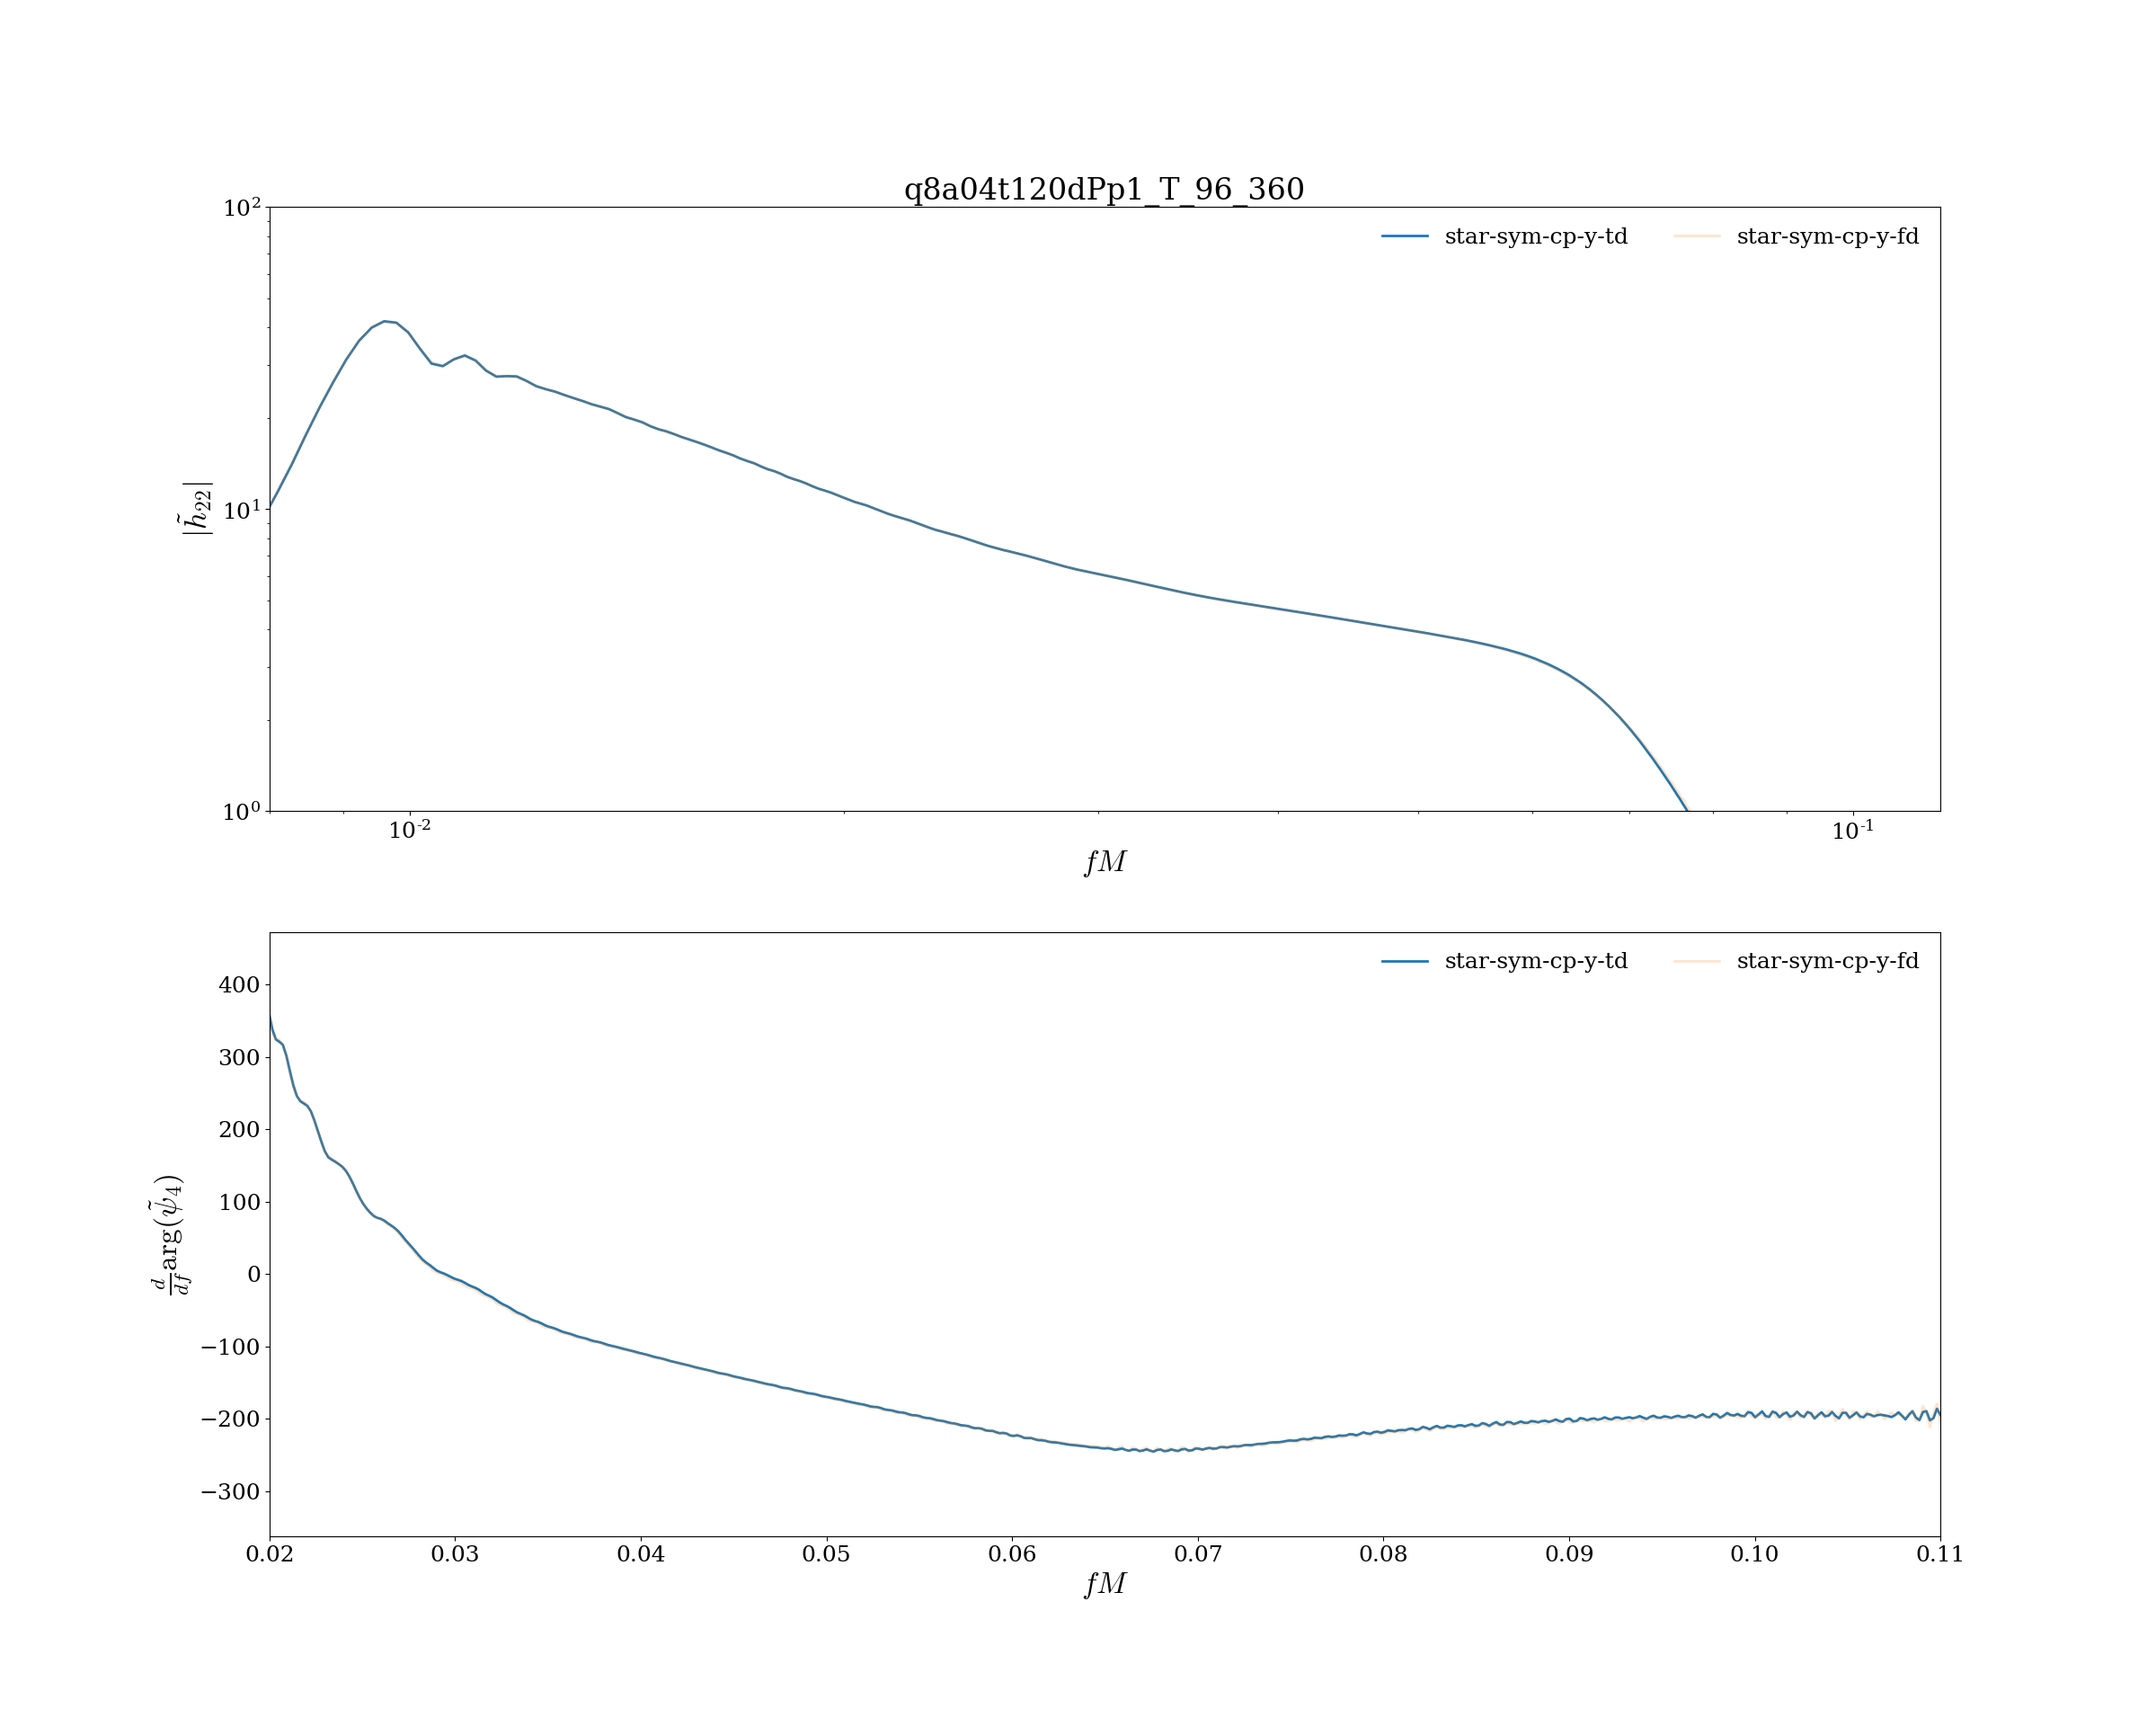 q8a04t120dPp1_T_96_360
10²
10¹
10⁰
|h̃₂₂|
star-sym-cp-y-td star-sym-cp-y-fd
10⁻² 10⁻¹
fM
400
300
200
100
0
−100
−200
−300
d/df arg(ψ̃₄)
star-sym-cp-y-td star-sym-cp-y-fd
0.02 0.03 0.04 0.05 0.06 0.07 0.08 0.09 0.10 0.11
fM